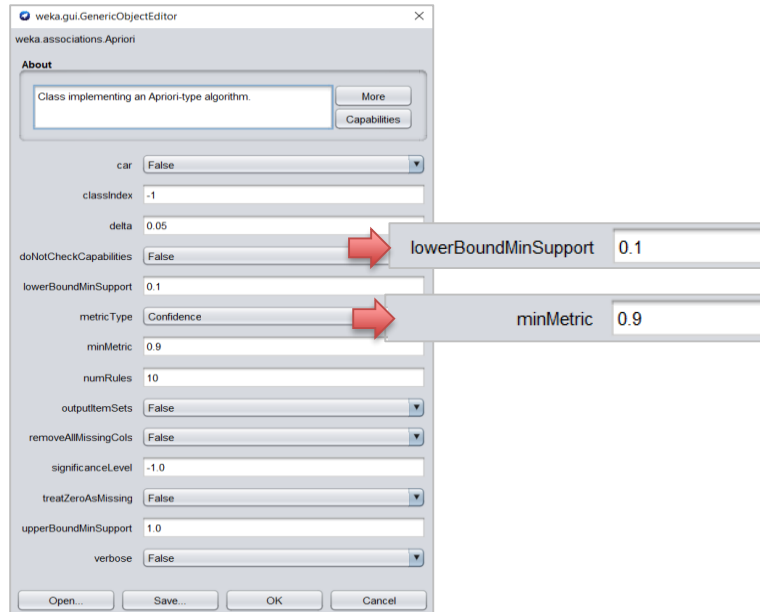 weka.gui.GenericObjectEditor
weka.associations.Apriori
About
Class implementing an Apriori-type algorithm.
More
Capabilities
car False
classIndex -1
delta 0.05
doNotCheckCapabilities False
lowerBoundMinSupport 0.1
lowerBoundMinSupport 0.1
metricType Confidence
minMetric 0.9
minMetric 0.9
numRules 10
outputItemSets False
removeAllMissingCols False
significanceLevel -1.0
treatZeroAsMissing False
upperBoundMinSupport 1.0
verbose False
Open... Save... OK Cancel